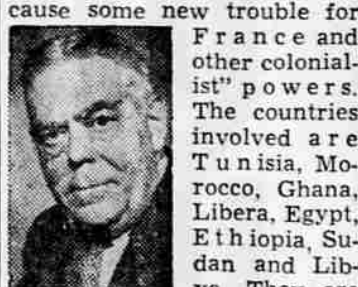 cause some new trouble for
France and
other colonial-
ist" powers.
The countries
involved are
Tunisia, Mo-
rocco, Ghana,
Libera, Egypt,
Ethiopia, Su-
dan and Lib-